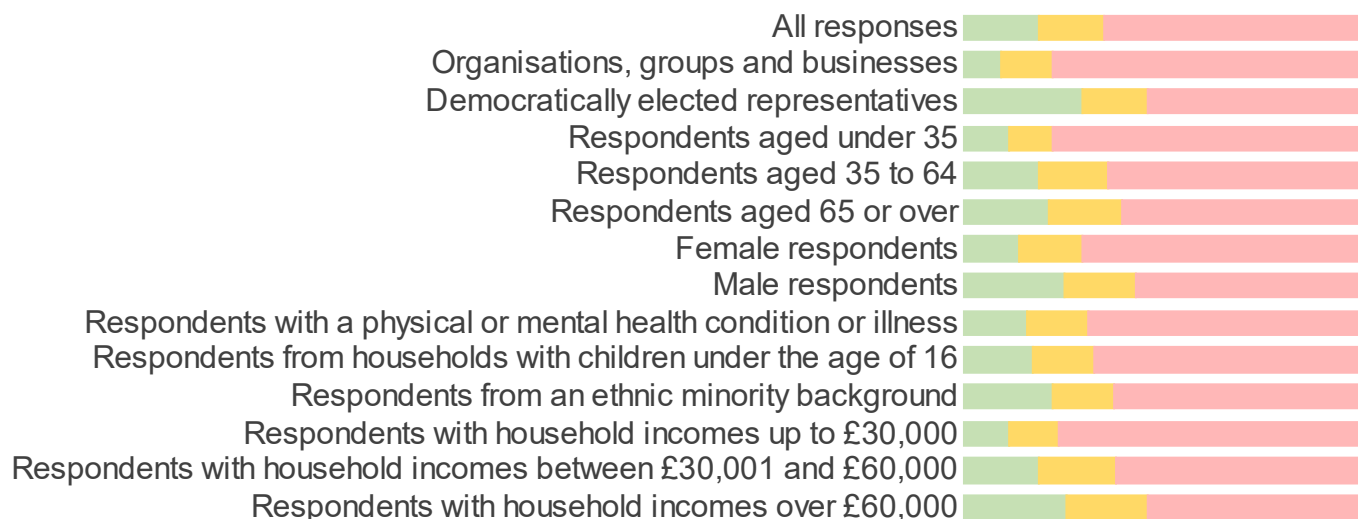 All responses
Organisations, groups and businesses
Democratically elected representatives
Respondents aged under 35
Respondents aged 35 to 64
Respondents aged 65 or over
Female respondents
Male respondents
Respondents with a physical or mental health condition or illness
Respondents from households with children under the age of 16
Respondents from an ethnic minority background
Respondents with household incomes up to £30,000
Respondents with household incomes between £30,001 and £60,000
Respondents with household incomes over £60,000